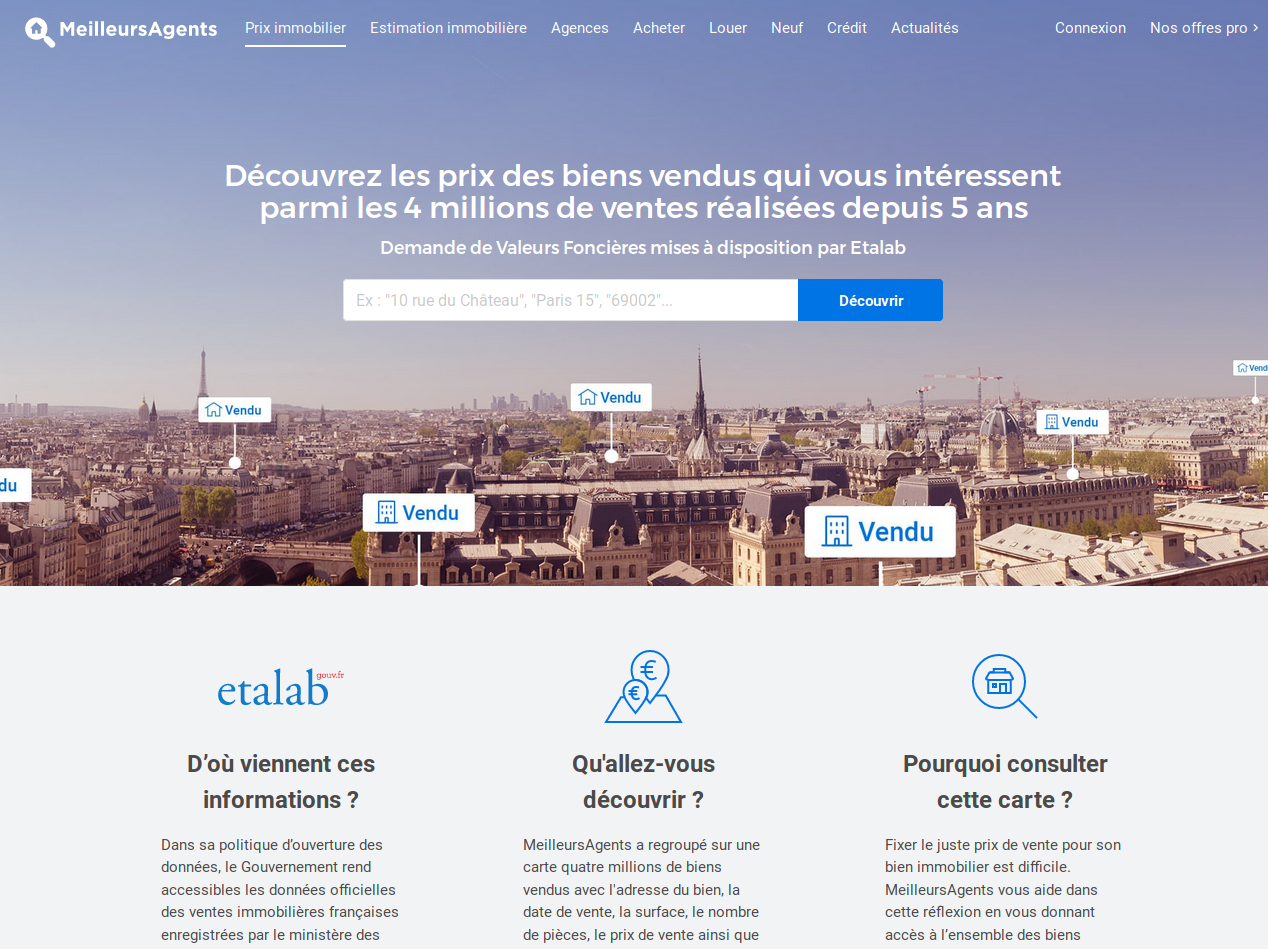 MeilleursAgents Prix immobilier Estimation immobilière Agences Acheter Louer Neuf Crédit Actualités Connexion Nos offres pro
Découvrez les prix des biens vendus qui vous intéressent
parmi les 4 millions de ventes réalisées depuis 5 ans
Demande de Valeurs Foncières mises à disposition par Etalab
Ex : "10 rue du Château", "Paris 15", "69002"... Découvrir
Vendu
Vendu
Vendu
Vendu
Vendu
etalab gouv.fr
D’où viennent ces
informations ?
Dans sa politique d’ouverture des
données, le Gouvernement rend
accessibles les données officielles
des ventes immobilières françaises
enregistrées par le ministère des
Qu'allez-vous
découvrir ?
MeilleursAgents a regroupé sur une
carte quatre millions de biens
vendus avec l'adresse du bien, la
date de vente, la surface, le nombre
de pièces, le prix de vente ainsi que
Pourquoi consulter
cette carte ?
Fixer le juste prix de vente pour son
bien immobilier est difficile.
MeilleursAgents vous aide dans
cette réflexion en vous donnant
accès à l’ensemble des biens